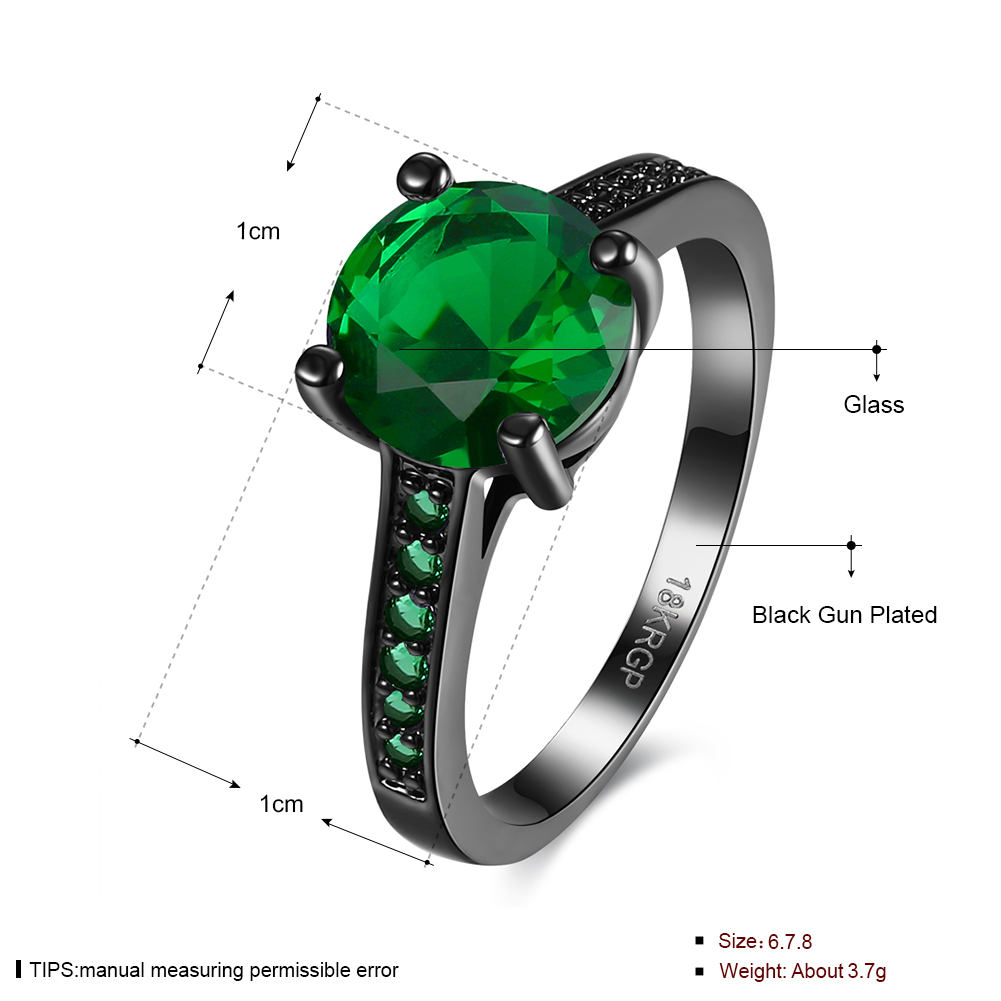 1cm
Glass
18KRGP
Black Gun Plated
1cm
Size: 6.7.8
TIPS:manual measuring permissible error
Weight: About 3.7g